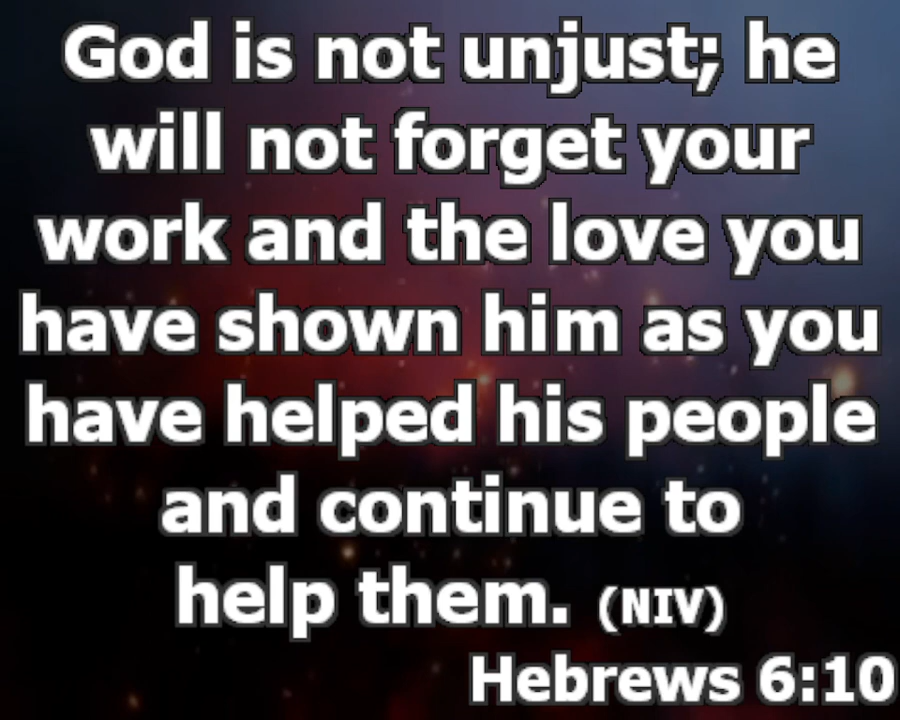 God is not unjust; he
will not forget your
work and the love you
have shown him as you
have helped his people
and continue to
help them. (NIV)
Hebrews 6:10